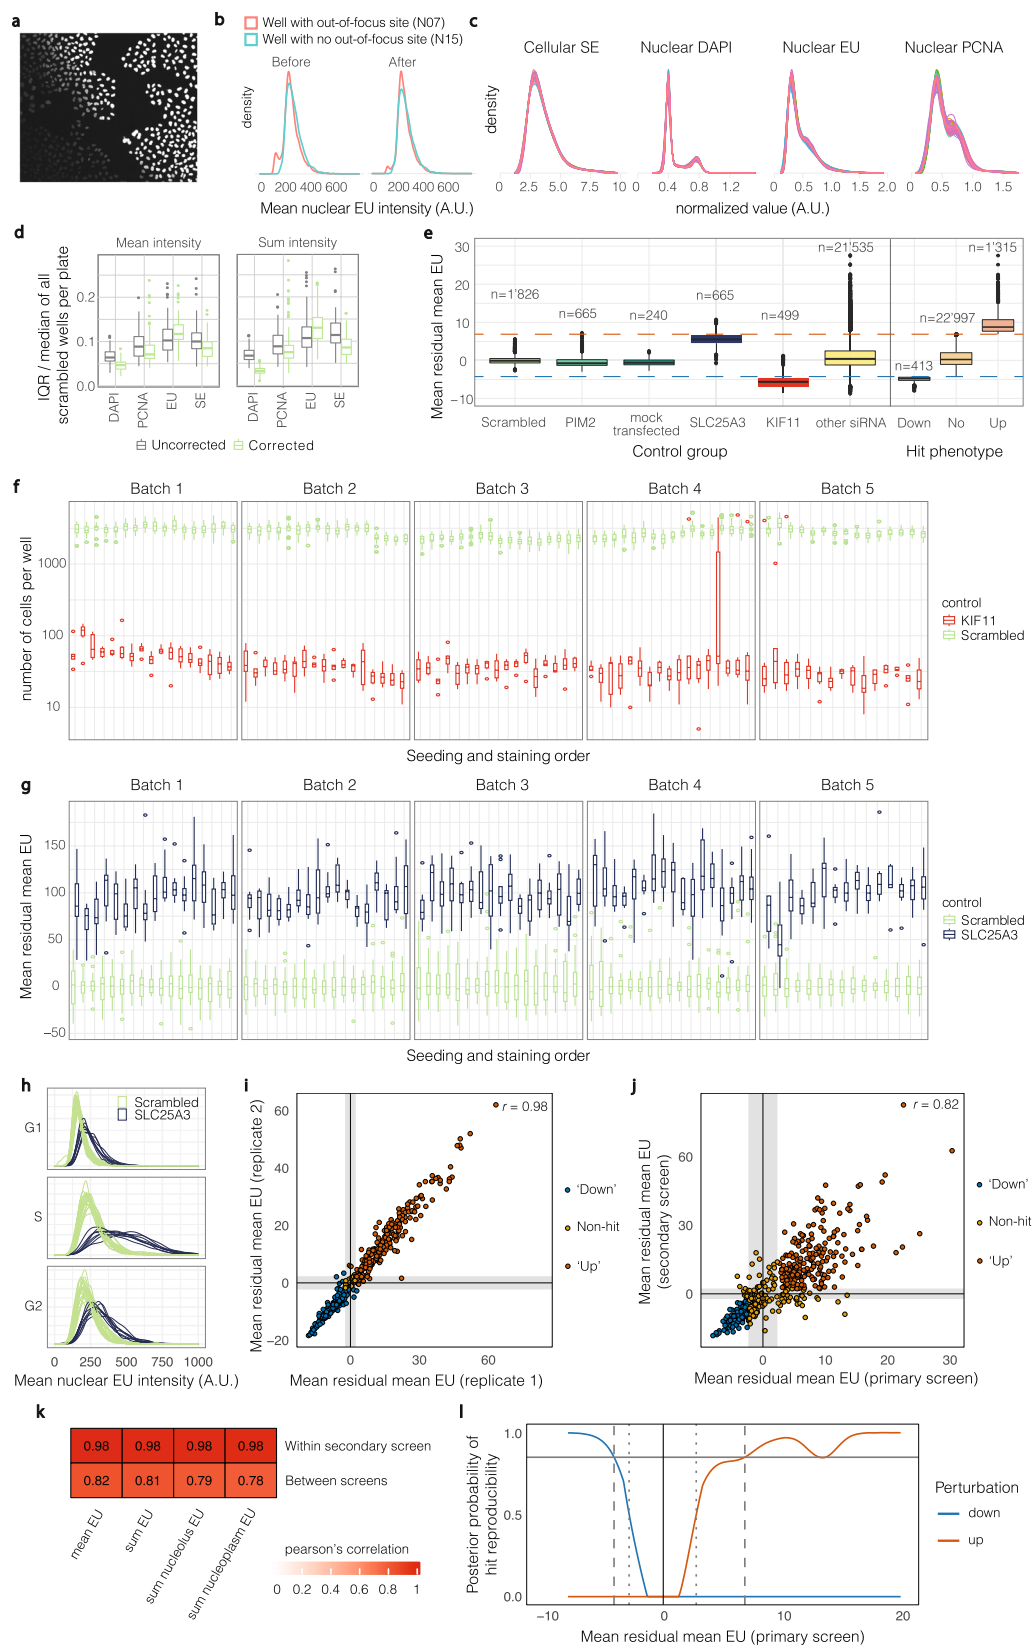 a
b
Well with out-of-focus site (N07)
Well with no out-of-focus site (N15)
Before
After
density
0 200 400 600
0 200 400 600
Mean nuclear EU intensity (A.U.)
c
Cellular SE
Nuclear DAPI
Nuclear EU
Nuclear PCNA
density
2.5 5.0 7.5 10
0.4 0.8 1.2
0 0.5 1.0 1.5 2.0
0 0.5 1.0 1.5
normalized value (A.U.)
d
Mean intensity
Sum intensity
IQR / median of all
scrambled wells per plate
0.2
0.1
0.0
DAPI
PCNA
EU
SE
DAPI
PCNA
EU
SE
Uncorrected
Corrected
e
Mean residual mean EU
30
20
10
0
−10
n=1'826
n=665
n=240
n=665
n=499
n=21'535
n=413
n=22'997
n=1'315
Scrambled
PIM2
mock
transfected
SLC25A3
KIF11
other siRNA
Down
No
Up
Control group
Hit phenotype
f
Batch 1
Batch 2
Batch 3
Batch 4
Batch 5
number of cells per well
1000
100
10
control
KIF11
Scrambled
Seeding and staining order
g
Batch 1
Batch 2
Batch 3
Batch 4
Batch 5
Mean residual mean EU
150
100
50
0
−50
control
Scrambled
SLC25A3
Seeding and staining order
h
Scrambled
SLC25A3
G1
S
G2
0 250 500 750 1000
Mean nuclear EU intensity (A.U.)
i
Mean residual mean EU (replicate 2)
60
40
20
0
−20
r = 0.98
'Down'
Non-hit
'Up'
0 30 60
Mean residual mean EU (replicate 1)
j
Mean residual mean EU
(secondary screen)
60
30
0
r = 0.82
'Down'
Non-hit
'Up'
−10 0 10 20 30
Mean residual mean EU (primary screen)
k
0.98 0.98 0.98 0.98
Within secondary screen
0.82 0.81 0.79 0.78
Between screens
mean EU
sum EU
sum nucleolus EU
sum nucleoplasm EU
pearson's correlation
0 0.2 0.4 0.6 0.8 1
l
Posterior probability of
hit reproducibility
1.0
0.5
0.0
Perturbation
down
up
−10 0 10 20
Mean residual mean EU (primary screen)